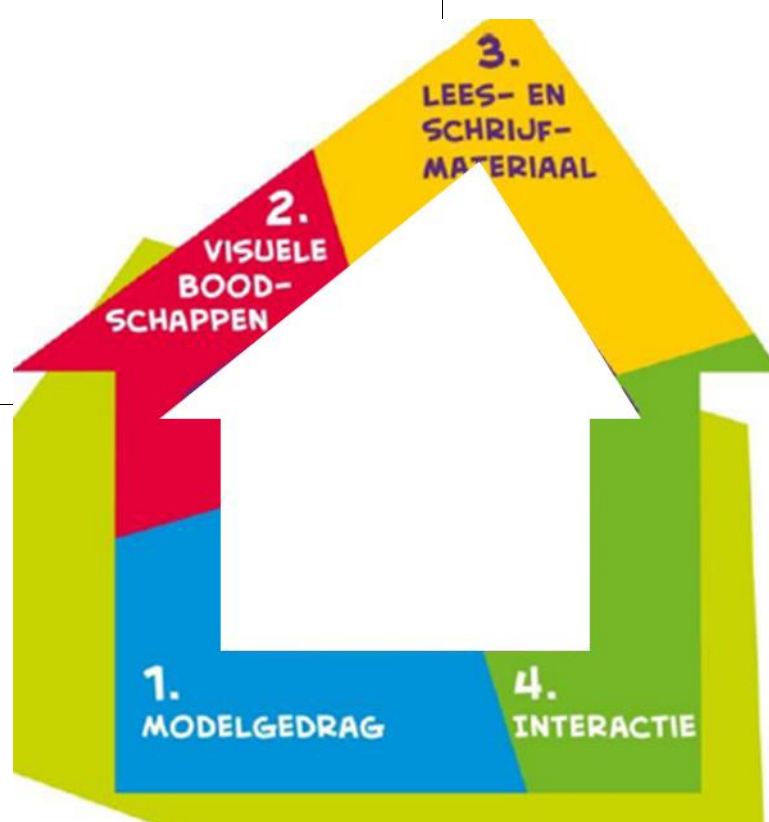 3.
LEES- EN
SCHRIJF-
MATERIAAL
2.
VISUELE
BOOD-
SCHAPPEN
1.
MODELGEDRAG
4.
INTERACTIE